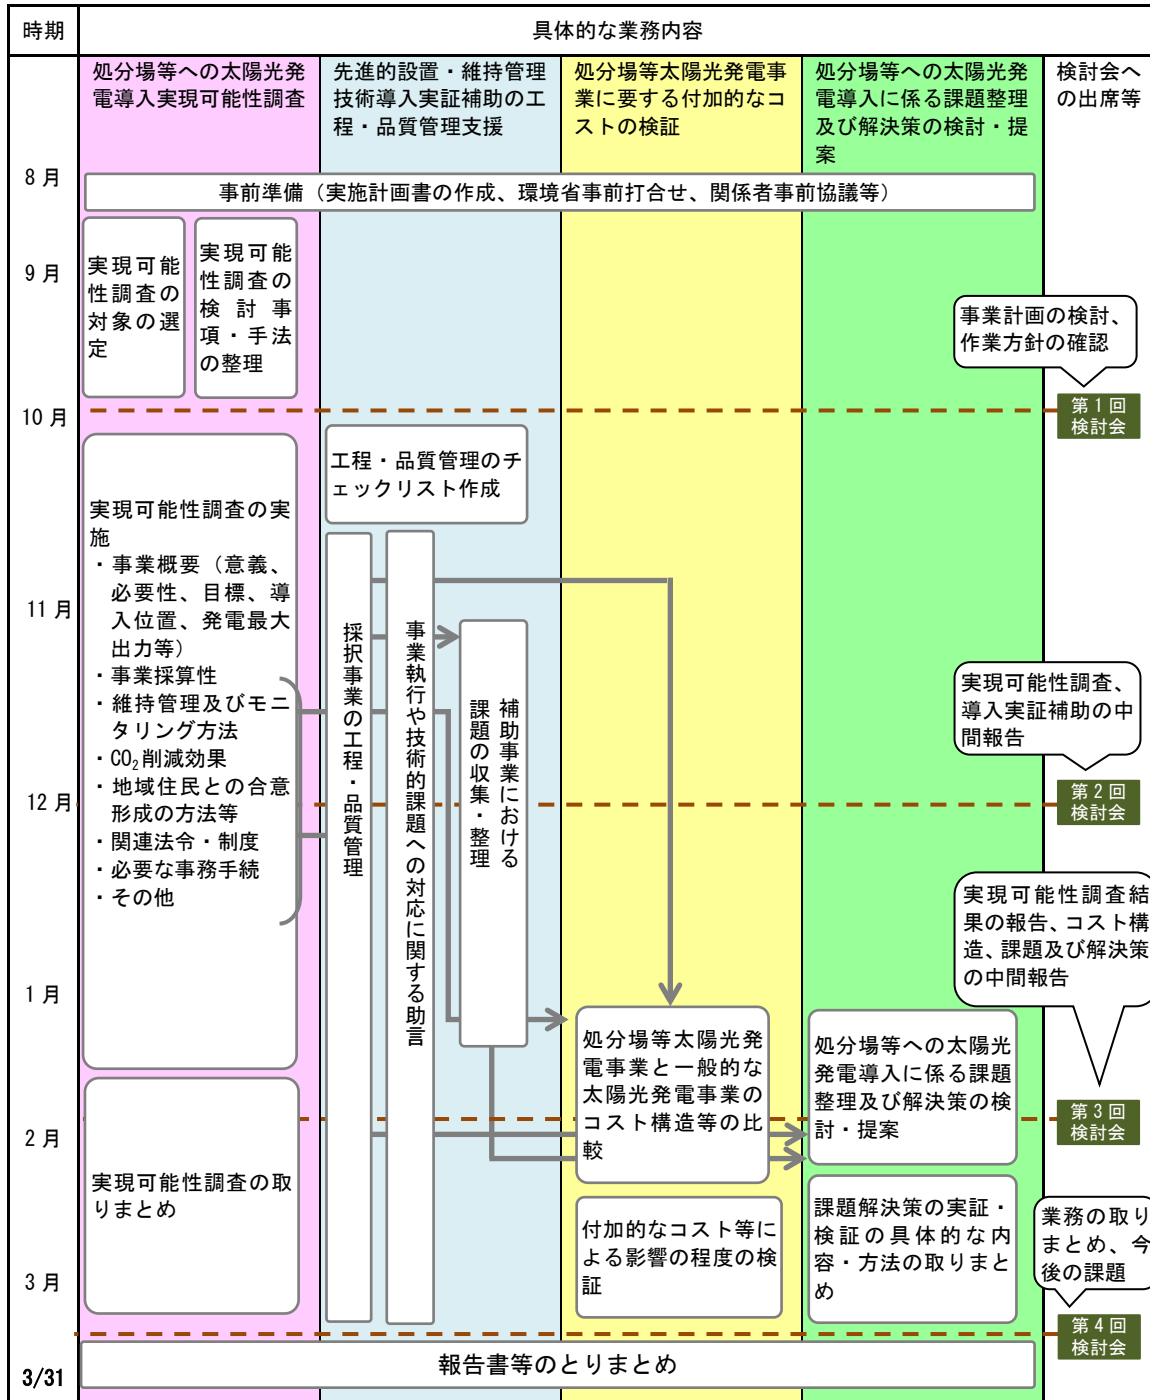 時期
具体的な業務内容
処分場等への太陽光発
電導入実現可能性調査
先進的設置・維持管理
技術導入実証補助の工
程・品質管理支援
処分場等太陽光発電事
業に要する付加的なコ
ストの検証
処分場等への太陽光発
電導入に係る課題整理
及び解決策の検討・提
案
検討会へ
の出席等
8月
事前準備（実施計画書の作成、環境省事前打合せ、関係者事前協議等）
9月
実現可能
性調査の
対象の選
定
実現可能
性調査の
検討事
項・手法
の整理
事業計画の検討、
作業方針の確認
10月
第1回
検討会
工程・品質管理のチ
ェックリスト作成
実現可能性調査の実
施
・事業概要（意義、
必要性、目標、導
入位置、発電最大
出力等）
・事業採算性
・維持管理及びモニ
タリング方法
・CO₂削減効果
・地域住民との合意
形成の方法等
・関連法令・制度
・必要な事務手続
・その他
11月
採択事業の工程・品質管理
事業執行や技術的課題への対応に関する助言
補助事業における
課題の収集・整理
実現可能性調査、
導入実証補助の中
間報告
12月
第2回
検討会
実現可能性調査結
果の報告、コスト構
造、課題及び解決策
の中間報告
1月
処分場等太陽光発
電事業と一般的な
太陽光発電事業の
コスト構造等の比
較
処分場等への太陽光
発電導入に係る課題
整理及び解決策の検
討・提案
第3回
検討会
2月
実現可能性調査の取
りまとめ
付加的なコスト等に
よる影響の程度の検
証
課題解決策の実証・
検証の具体的な内
容・方法の取りまと
め
業務の取り
まとめ、今
後の課題
3月
第4回
検討会
報告書等のとりまとめ
3/31